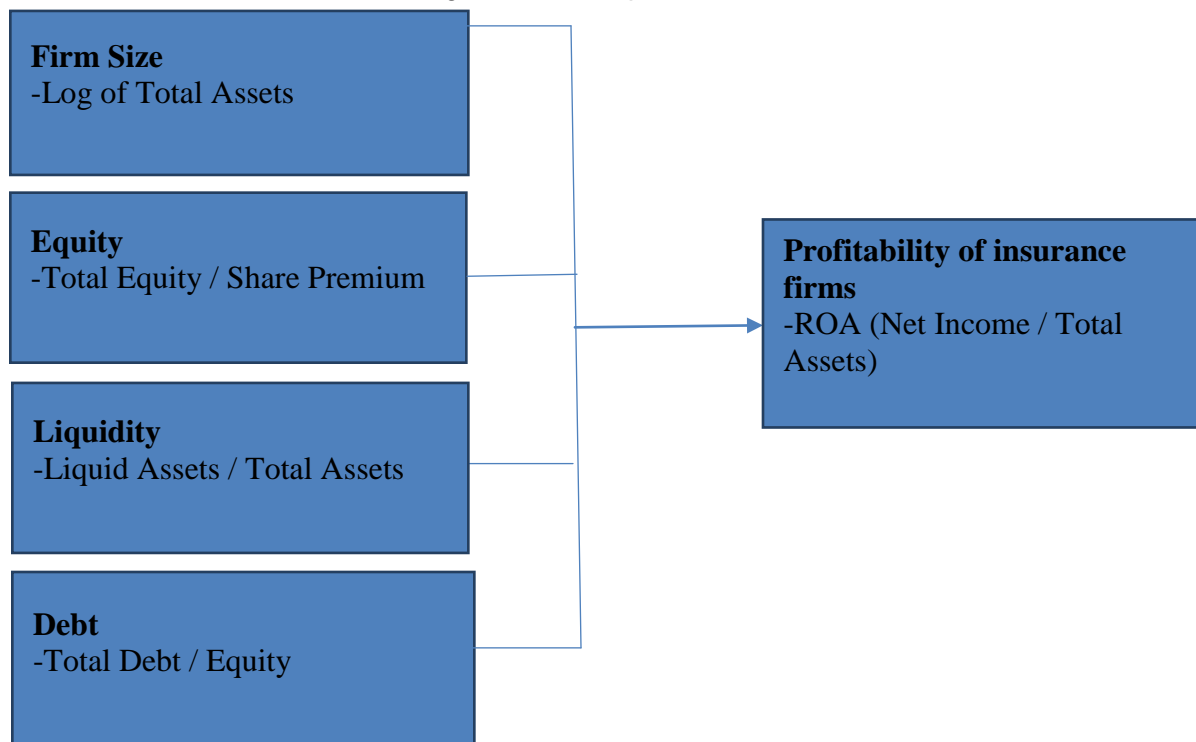 Firm Size
-Log of Total Assets
Equity
-Total Equity / Share Premium
Liquidity
-Liquid Assets / Total Assets
Debt
-Total Debt / Equity
Profitability of insurance
firms
-ROA (Net Income / Total
Assets)